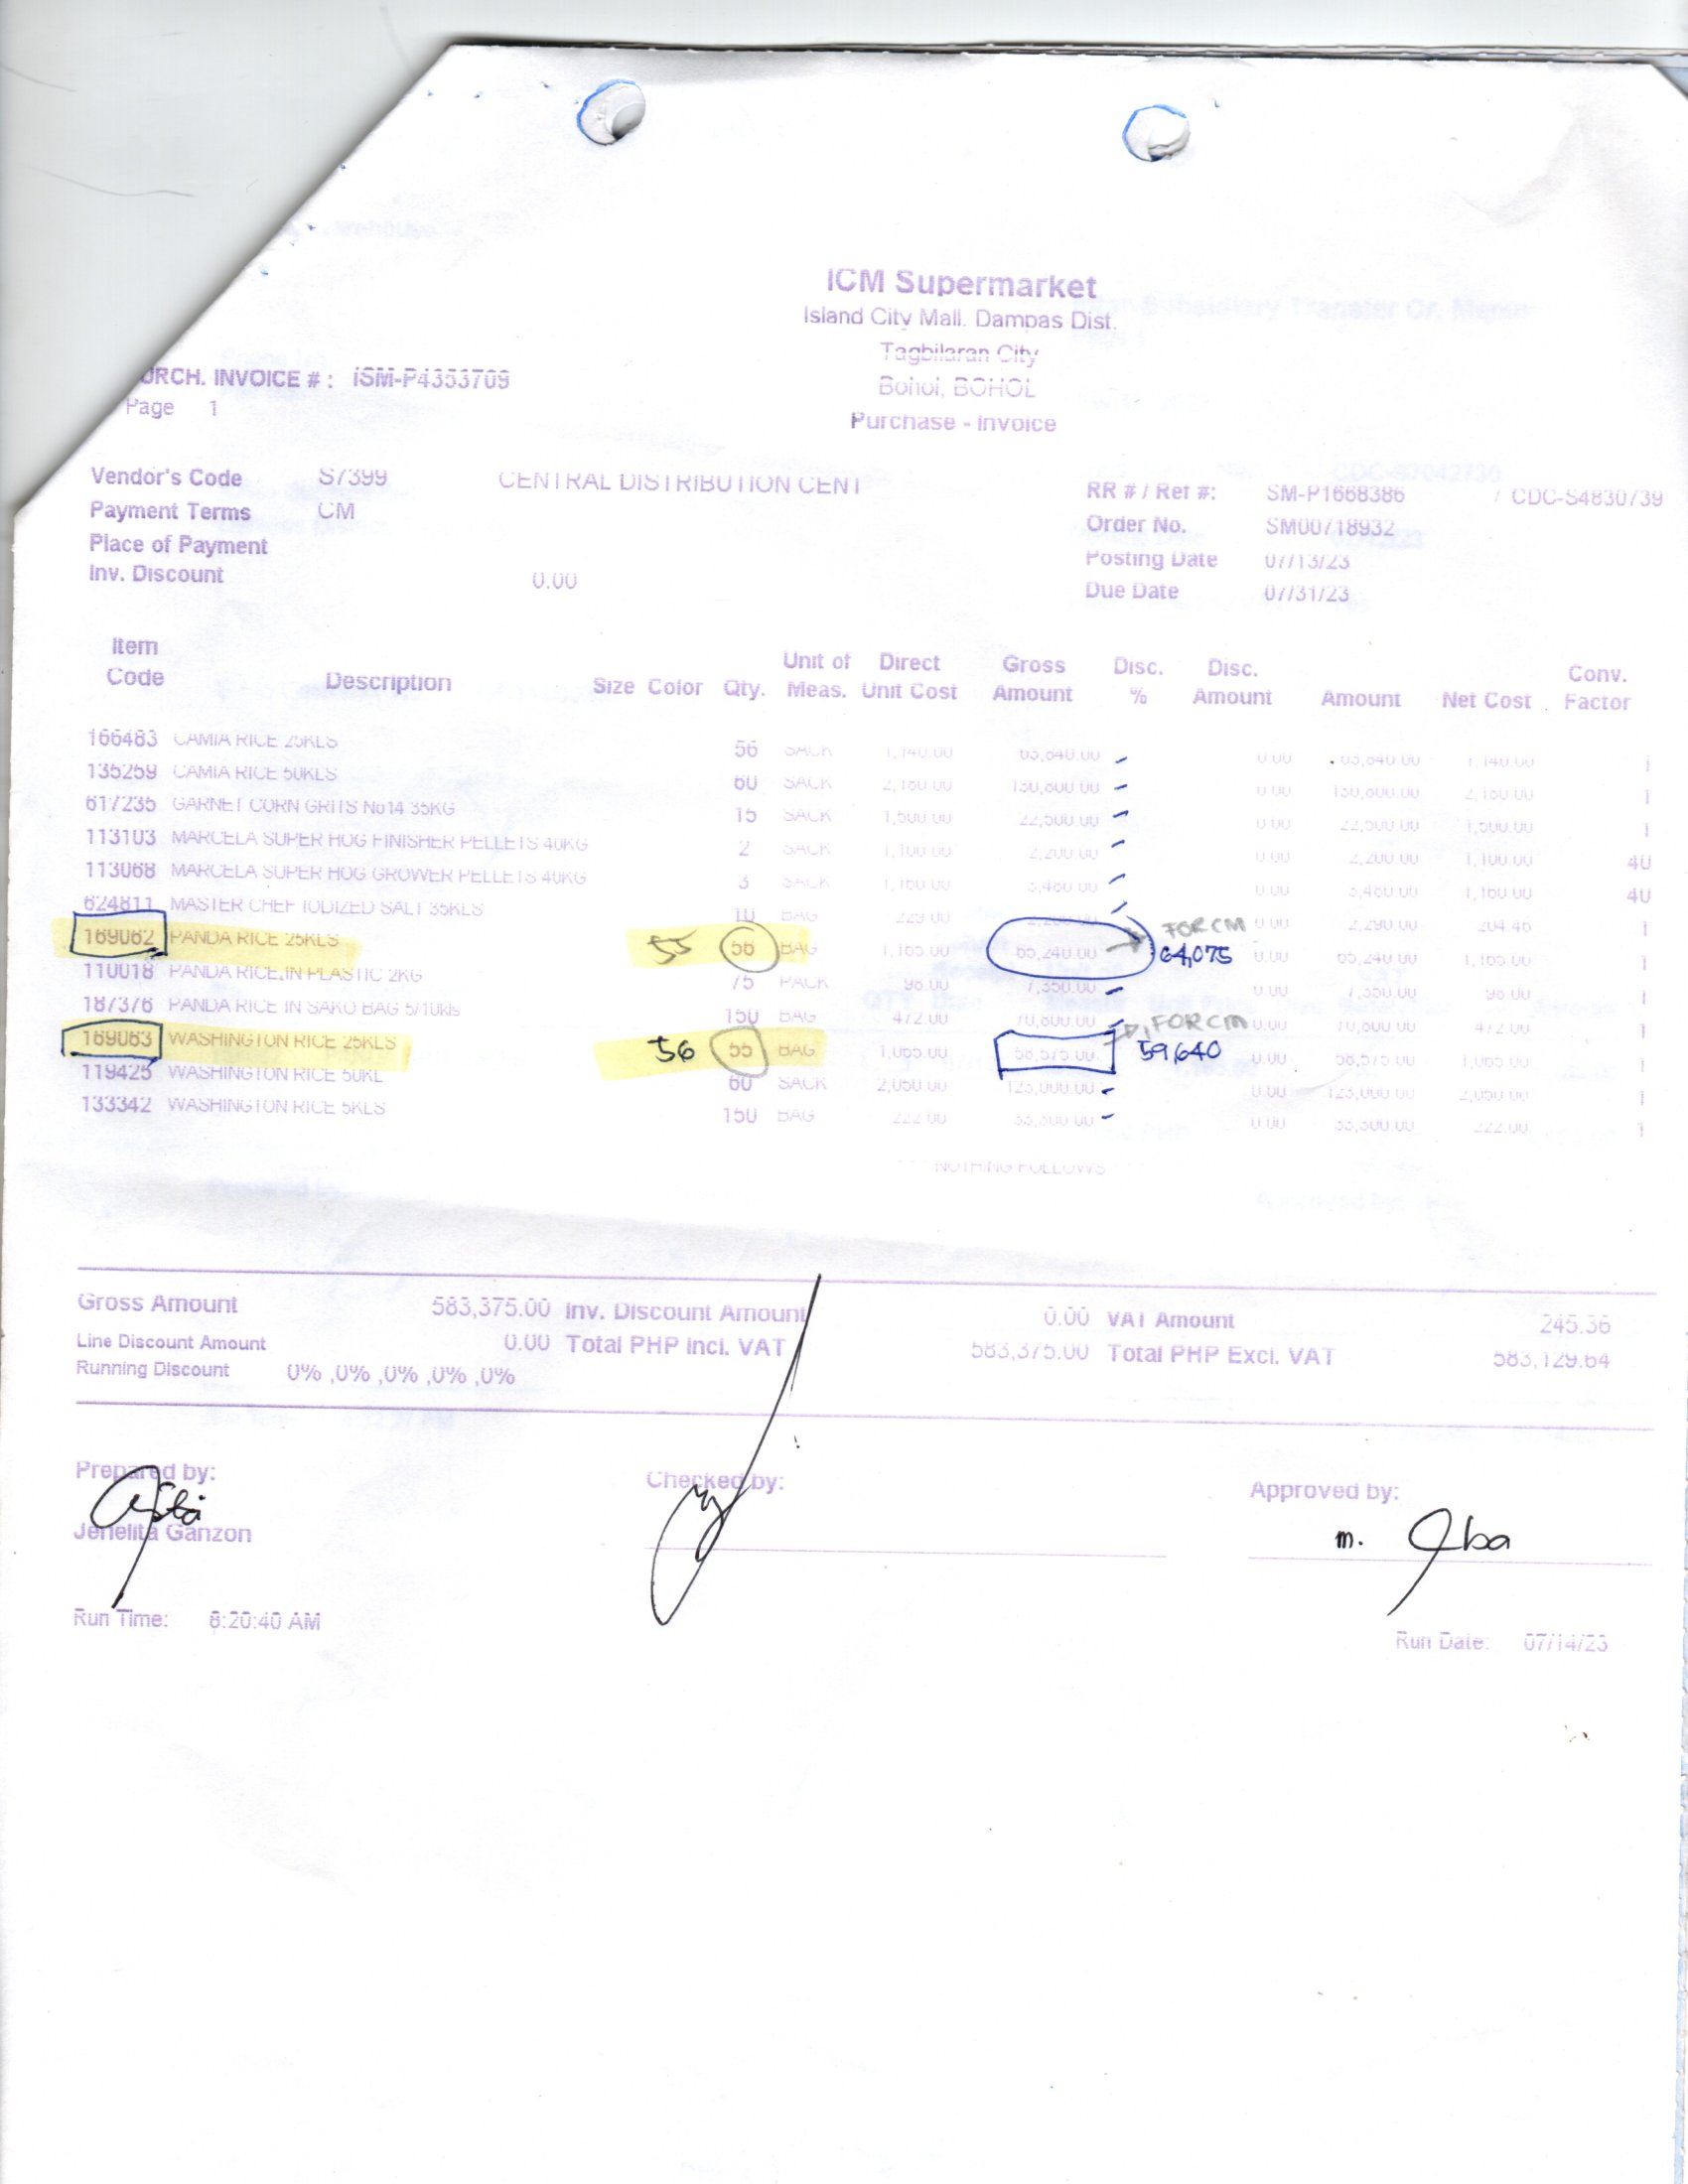 ICM Supermarket
Island City Mall. Dampas Dist.
Tagbilaran City
Bohol, BOHOL
Purchase - Invoice
URCH. INVOICE # : ISM-P4353709
Page 1
Vendor's Code S7399 CENTRAL DISTRIBUTION CENT
Payment Terms CM
Place of Payment
Inv. Discount 0.00
RR # / Ref #: SM-P1668386 / CDC-S4830739
Order No. SM00718932
Posting Date 07/13/23
Due Date 07/31/23
Item Code Description Size Color Qty. Unit of Meas. Direct Unit Cost Gross Amount Disc. % Disc. Amount Amount Net Cost Conv. Factor
166483 CAMIA RICE 25KLS 56 SACK 1,140.00 63,840.00 0.00 63,840.00 1,140.00 1
135259 CAMIA RICE 50KLS 60 SACK 2,180.00 130,800.00 0.00 130,800.00 2,180.00 1
617235 GARNET CORN GRITS No14 35KG 15 SACK 1,500.00 22,500.00 0.00 22,500.00 1,500.00 1
113103 MARCELA SUPER HOG FINISHER PELLETS 40KG 2 SACK 1,100.00 2,200.00 0.00 2,200.00 1,100.00 40
113068 MARCELA SUPER HOG GROWER PELLETS 40KG 3 SACK 1,160.00 3,480.00 0.00 3,480.00 1,160.00 40
624811 MASTER CHEF IODIZED SALT 35KLS 10 BAG 229.00 2,290.00 0.00 2,290.00 204.46 1
169062 PANDA RICE 25KLS 55 56 BAG 1,165.00 65,240.00 FOR CM 64,075 0.00 65,240.00 1,165.00 1
110018 PANDA RICE,IN PLASTIC 2KG 75 PACK 98.00 7,350.00 0.00 7,350.00 98.00 1
187376 PANDA RICE IN SAKO BAG 5/10kls 150 BAG 472.00 70,800.00 0.00 70,800.00 472.00 1
169063 WASHINGTON RICE 25KLS 56 55 BAG 1,065.00 58,575.00 FOR CM 59,640 0.00 58,575.00 1,065.00 1
119425 WASHINGTON RICE 50KL 60 SACK 2,050.00 123,000.00 0.00 123,000.00 2,050.00 1
133342 WASHINGTON RICE 5KLS 150 BAG 222.00 33,300.00 0.00 33,300.00 222.00 1
NOTHING FOLLOWS
Gross Amount 583,375.00 Inv. Discount Amount 0.00 VAT Amount 245.36
Line Discount Amount 0.00 Total PHP Incl. VAT 583,375.00 Total PHP Excl. VAT 583,129.64
Running Discount 0% ,0% ,0% ,0% ,0%
Prepared by: Checked by: Approved by:
Jenelita Ganzon
Run Time: 8:20:40 AM Run Date: 07/14/23